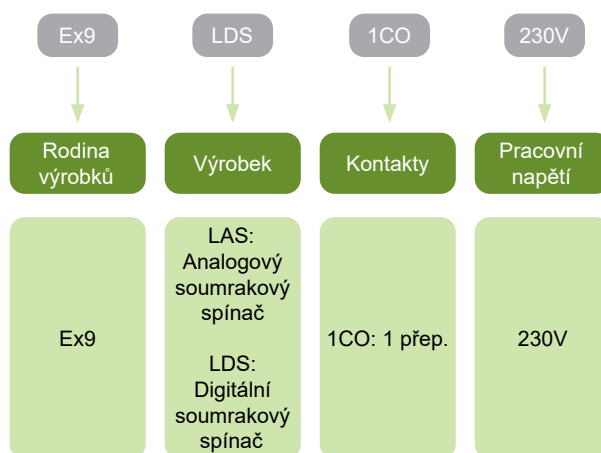 Ex9
LDS
1CO
230V
Rodina
výrobků
Výrobek
Kontakty
Pracovní
napětí
Ex9
LAS:
Analogový
soumrakový
spínač
LDS:
Digitální
soumrakový
spínač
1CO: 1 přep.
230V